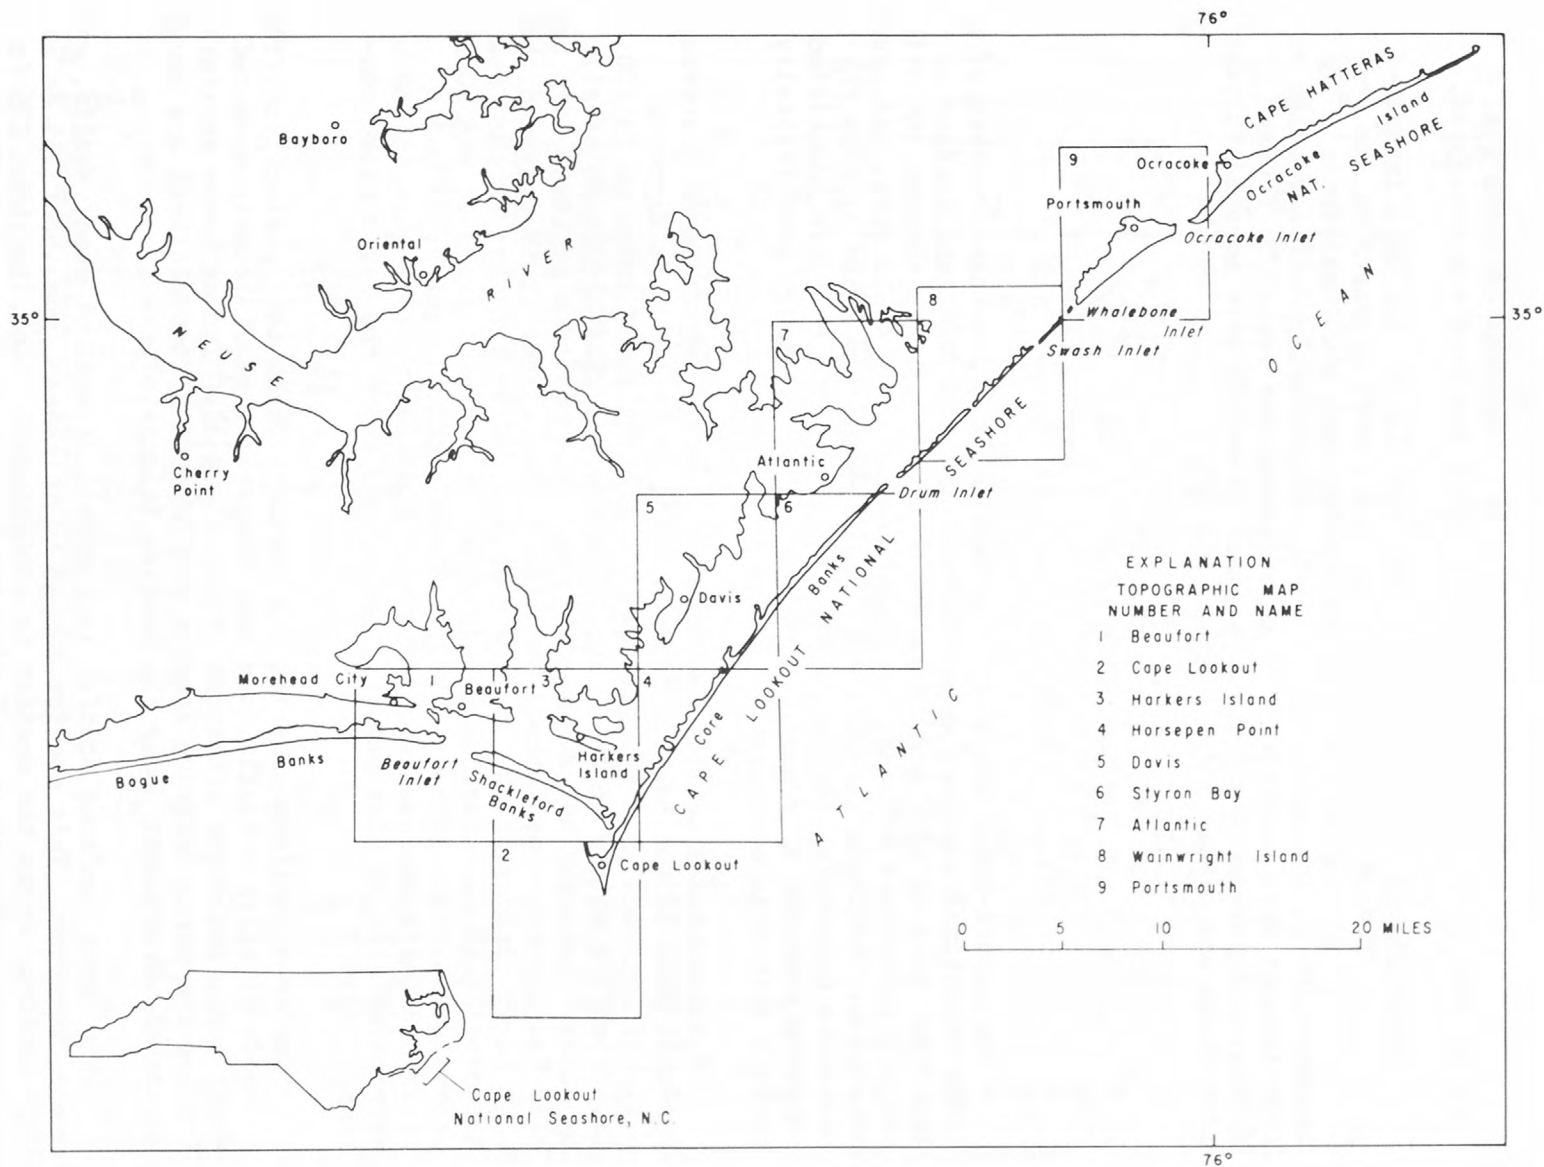 76°
CAPE HATTERAS
Island
Ocracoke
NAT. SEASHORE
Bayboro
9
Ocracoke
Portsmouth
Ocracoke Inlet
Oriental
RIVER
NEUSE
35°
35°
8
7
Whalebone
Inlet
Swash Inlet
OCEAN
Cherry
Point
Atlantic
SEASHORE
5
6
Drum Inlet
Banks
NATIONAL
Davis
EXPLANATION
TOPOGRAPHIC MAP
NUMBER AND NAME
1 Beaufort
2 Cape Lookout
3 Harkers Island
4 Horsepen Point
5 Davis
6 Styron Bay
7 Atlantic
8 Wainwright Island
9 Portsmouth
Morehead City
1
Beaufort
3
4
LOOKOUT
Core
CAPE
ATLANTIC
Bogue
Banks
Beaufort
Inlet
Shackleford
Banks
Harkers
Island
2
Cape Lookout
0 5 10 20 MILES
Cape Lookout
National Seashore, N.C.
76°